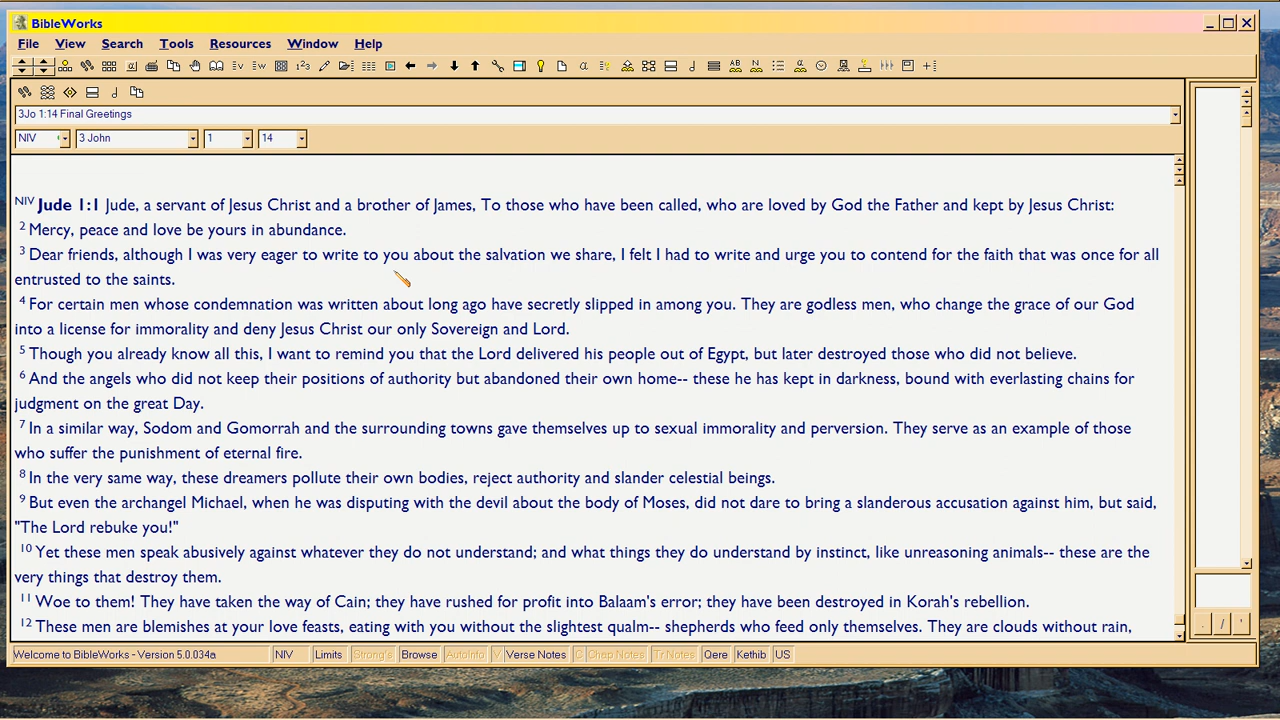 BibleWorks
File View Search Tools Resources Window Help
3Jo 1:14 Final Greetings
NIV 3 John 1 14
NIV Jude 1:1 Jude, a servant of Jesus Christ and a brother of James, To those who have been called, who are loved by God the Father and kept by Jesus Christ:
2 Mercy, peace and love be yours in abundance.
3 Dear friends, although I was very eager to write to you about the salvation we share, I felt I had to write and urge you to contend for the faith that was once for all
entrusted to the saints.
4 For certain men whose condemnation was written about long ago have secretly slipped in among you. They are godless men, who change the grace of our God
into a license for immorality and deny Jesus Christ our only Sovereign and Lord.
5 Though you already know all this, I want to remind you that the Lord delivered his people out of Egypt, but later destroyed those who did not believe.
6 And the angels who did not keep their positions of authority but abandoned their own home-- these he has kept in darkness, bound with everlasting chains for
judgment on the great Day.
7 In a similar way, Sodom and Gomorrah and the surrounding towns gave themselves up to sexual immorality and perversion. They serve as an example of those
who suffer the punishment of eternal fire.
8 In the very same way, these dreamers pollute their own bodies, reject authority and slander celestial beings.
9 But even the archangel Michael, when he was disputing with the devil about the body of Moses, did not dare to bring a slanderous accusation against him, but said,
"The Lord rebuke you!"
10 Yet these men speak abusively against whatever they do not understand; and what things they do understand by instinct, like unreasoning animals-- these are the
very things that destroy them.
11 Woe to them! They have taken the way of Cain; they have rushed for profit into Balaam's error; they have been destroyed in Korah's rebellion.
12 These men are blemishes at your love feasts, eating with you without the slightest qualm-- shepherds who feed only themselves. They are clouds without rain,
Welcome to BibleWorks - Version 5.0.034a NIV Limits Strong's Browse AutoInfo V Verse Notes C Chap Notes Tr Notes Qere Kethib US